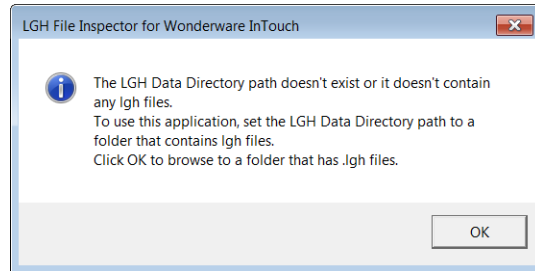 LGH File Inspector for Wonderware InTouch
The LGH Data Directory path doesn't exist or it doesn't contain
any lgh files.
To use this application, set the LGH Data Directory path to a
folder that contains lgh files.
Click OK to browse to a folder that has .lgh files.
OK